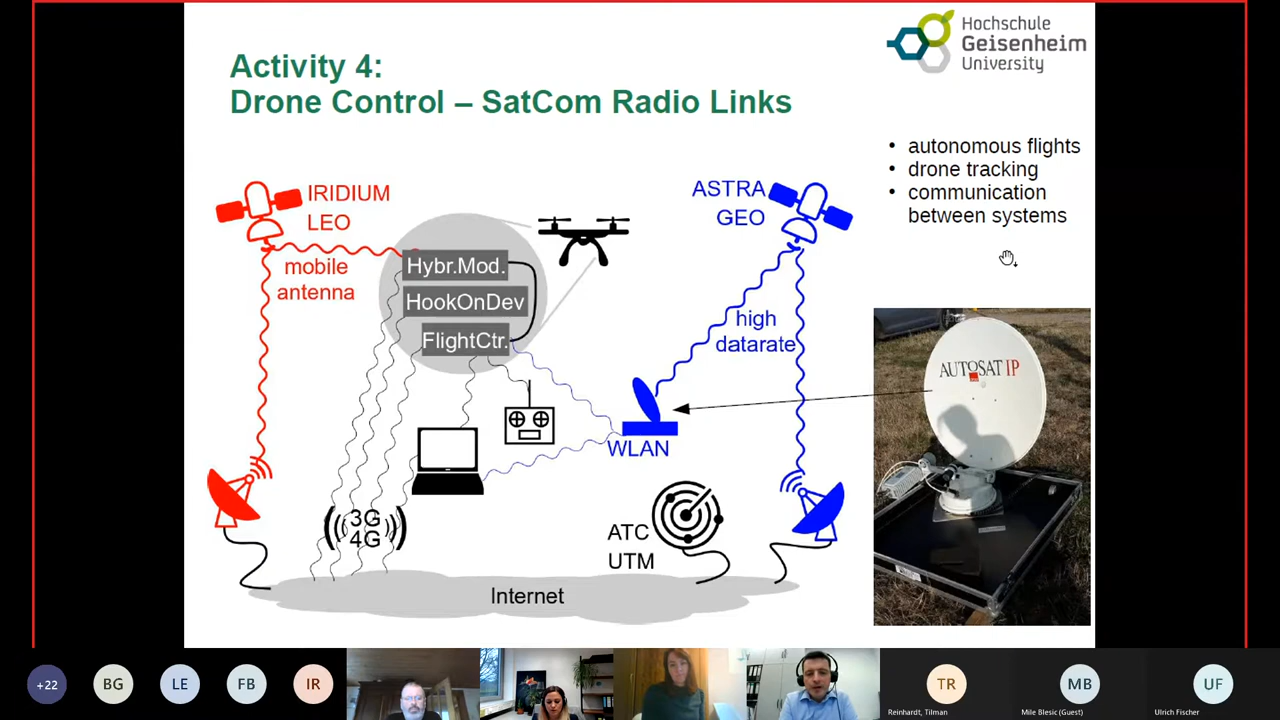 Activity 4:
Drone Control – SatCom Radio Links
Hochschule
Geisenheim
University
• autonomous flights
• drone tracking
• communication
between systems
IRIDIUM
LEO
mobile
antenna
Hybr.Mod.
HookOnDev
FlightCtr.
ASTRA
GEO
high
datarate
WLAN
3G
4G
ATC
UTM
Internet
AUTOSAT IP
+22
BG
LE
FB
IR
TR
Reinhardt, Tilman
MB
Mile Blesic (Guest)
UF
Ulrich Fischer